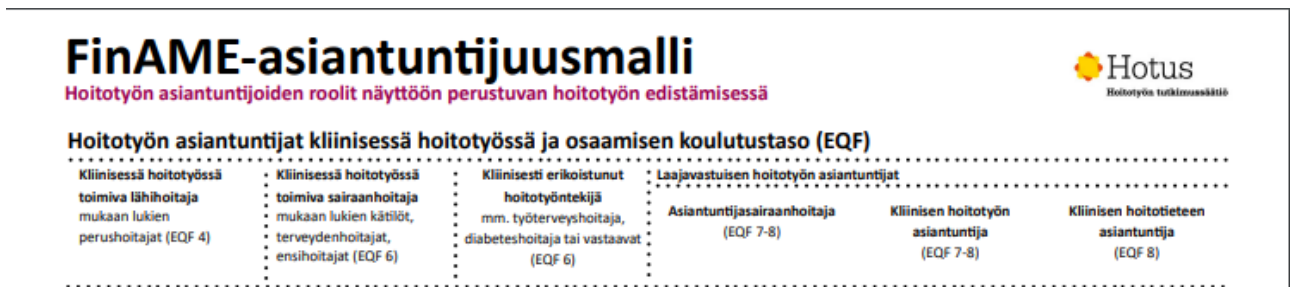 FinAME-asiantuntijuusmalli
Hoitotyön asiantuntijoiden roolit näyttöön perustuvan hoitotyön edistämisessä
Hotus
Hoitotyön tutkimussäätiö
Hoitotyön asiantuntijat kliinisessä hoitotyössä ja osaamisen koulutustaso (EQF)
Kliinisessä hoitotyössä
toimiva lähihoitaja
mukaan lukien
perushoitajat (EQF 4)
Kliinisessä hoitotyössä
toimiva sairaanhoitaja
mukaan lukien kätilöt,
terveydenhoitajat,
ensihoitajat (EQF 6)
Kliinisesti erikoistunut
hoitotyöntekijä
mm. työterveyshoitaja,
diabeteshoitaja tai vastaavat
(EQF 6)
Laajavastuisen hoitotyön asiantuntijat
Asiantuntijasairaanhoitaja
(EQF 7-8)
Kliinisen hoitotyön
asiantuntija
(EQF 7-8)
Kliinisen hoitotieteen
asiantuntija
(EQF 8)